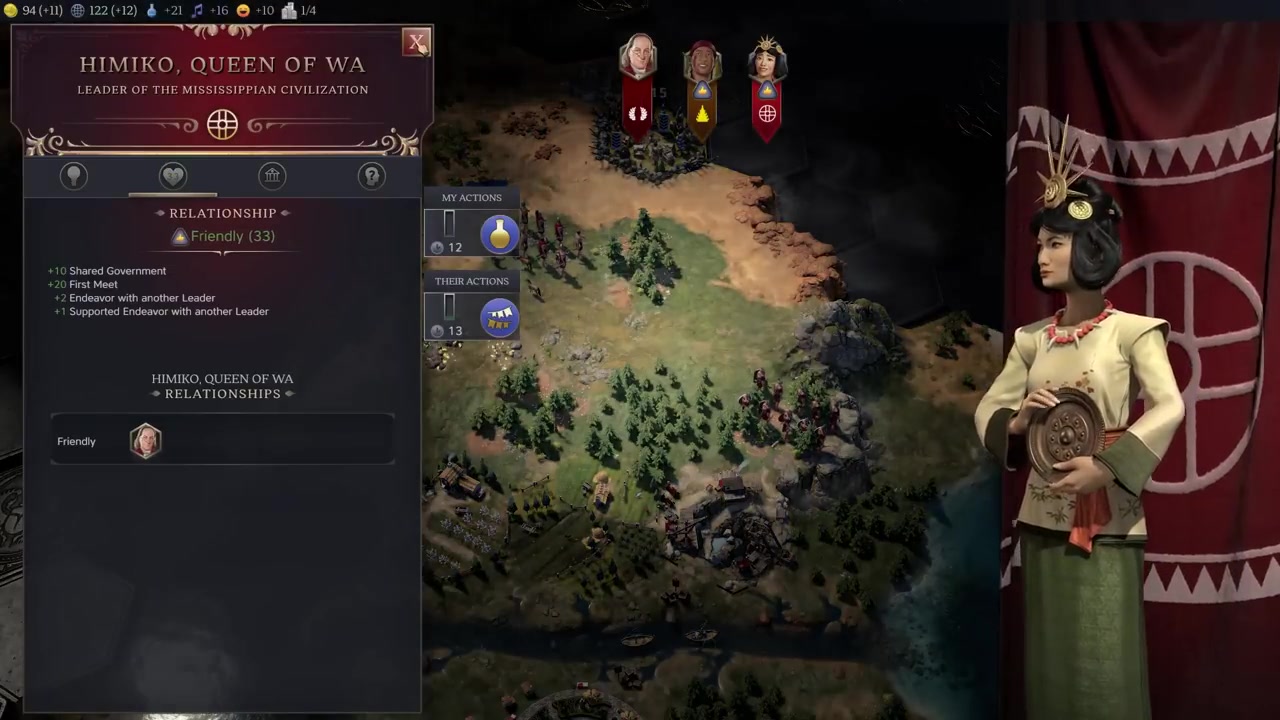 94 (+11) 122 (+12) +21 +16 +10 1/4
X
HIMIKO, QUEEN OF WA
LEADER OF THE MISSISSIPPIAN CIVILIZATION
15
RELATIONSHIP
Friendly (33)
+10 Shared Government
+20 First Meet
+2 Endeavor with another Leader
+1 Supported Endeavor with another Leader
HIMIKO, QUEEN OF WA
RELATIONSHIPS
Friendly
MY ACTIONS
12
THEIR ACTIONS
13